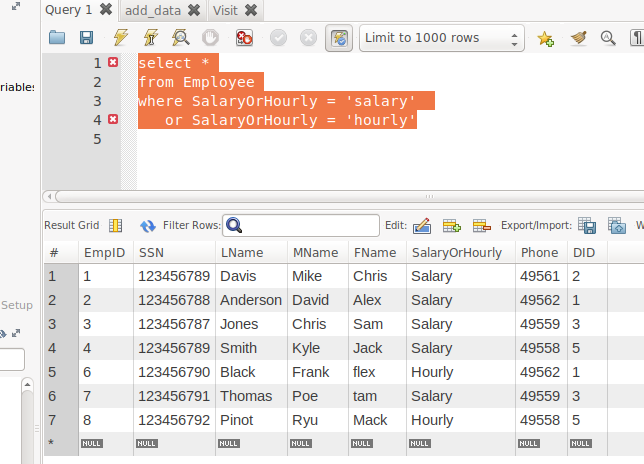 Query 1 add_data Visit
Limit to 1000 rows
riables
1 select *
2 from Employee
3 where SalaryOrHourly = 'salary'
4 or SalaryOrHourly = 'hourly'
5
Result Grid Filter Rows: Edit: Export/Import: W
# EmpID SSN LName MName FName SalaryOrHourly Phone DID
1 1 123456789 Davis Mike Chris Salary 49561 2
2 2 123456788 Anderson David Alex Salary 49562 1
Setup
3 3 123456787 Jones Chris Sam Salary 49559 3
4 4 123456789 Smith Kyle Jack Salary 49558 5
5 6 123456790 Black Frank flex Hourly 49562 1
6 7 123456791 Thomas Poe tam Salary 49559 3
7 8 123456792 Pinot Ryu Mack Hourly 49558 5
* NULL NULL NULL NULL NULL NULL NULL NULL